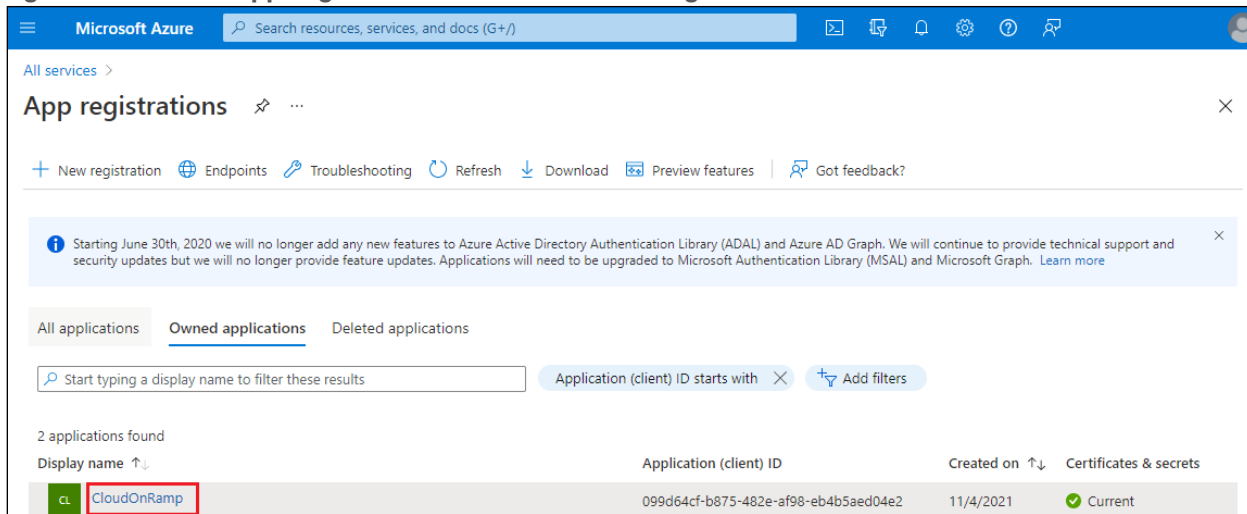 Microsoft Azure
Search resources, services, and docs (G+/)
All services >
App registrations
New registration
Endpoints
Troubleshooting
Refresh
Download
Preview features
Got feedback?
Starting June 30th, 2020 we will no longer add any new features to Azure Active Directory Authentication Library (ADAL) and Azure AD Graph. We will continue to provide technical support and
security updates but we will no longer provide feature updates. Applications will need to be upgraded to Microsoft Authentication Library (MSAL) and Microsoft Graph. Learn more
All applications
Owned applications
Deleted applications
Start typing a display name to filter these results
Application (client) ID starts with
Add filters
2 applications found
Display name
Application (client) ID
Created on
Certificates & secrets
CL
CloudOnRamp
099d64cf-b875-482e-af98-eb4b5aed04e2
11/4/2021
Current